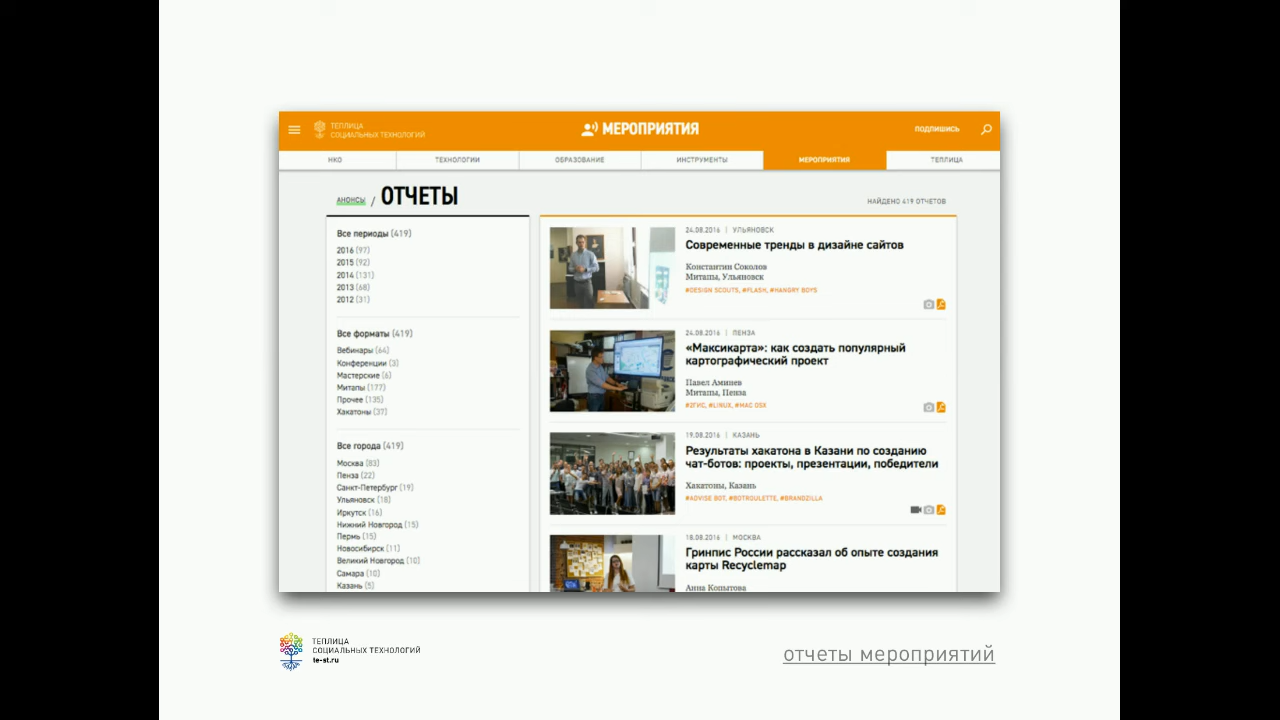 ТЕПЛИЦА
СОЦИАЛЬНЫХ ТЕХНОЛОГИЙ
МЕРОПРИЯТИЯ
ПОДПИШИСЬ
НКО
ТЕХНОЛОГИИ
ОБРАЗОВАНИЕ
ИНСТРУМЕНТЫ
МЕРОПРИЯТИЯ
ТЕПЛИЦА
АНОНСЫ / ОТЧЕТЫ
НАЙДЕНО 419 ОТЧЕТОВ
Все периоды (419)
2016 (97)
2015 (92)
2014 (131)
2013 (68)
2012 (31)
Все форматы (419)
Вебинары (64)
Конференции (3)
Мастерские (6)
Митапы (177)
Прочее (135)
Хакатоны (37)
Все города (419)
Москва (83)
Пенза (22)
Санкт-Петербург (19)
Ульяновск (18)
Иркутск (16)
Нижний Новгород (15)
Пермь (15)
Новосибирск (11)
Великий Новгород (10)
Самара (10)
Казань (5)
24.08.2016 | УЛЬЯНОВСК
Современные тренды в дизайне сайтов
Константин Соколов
Митапы, Ульяновск
#DESIGN SCOUTS, #FLASH, #HANGRY BOYS
24.08.2016 | ПЕНЗА
«Максикарта»: как создать популярный
картографический проект
Павел Аминев
Митапы, Пенза
#2ГИС, #LINUX, #MAC OSX
19.08.2016 | КАЗАНЬ
Результаты хакатона в Казани по созданию
чат-ботов: проекты, презентации, победители
Хакатоны, Казань
#ADVISE BOT, #BOTROULETTE, #BRANDZILLA
18.08.2016 | МОСКВА
Гринпис России рассказал об опыте создания
карты Recyclemap
Анна Копытова
ТЕПЛИЦА
СОЦИАЛЬНЫХ ТЕХНОЛОГИЙ
te-st.ru
отчеты мероприятий